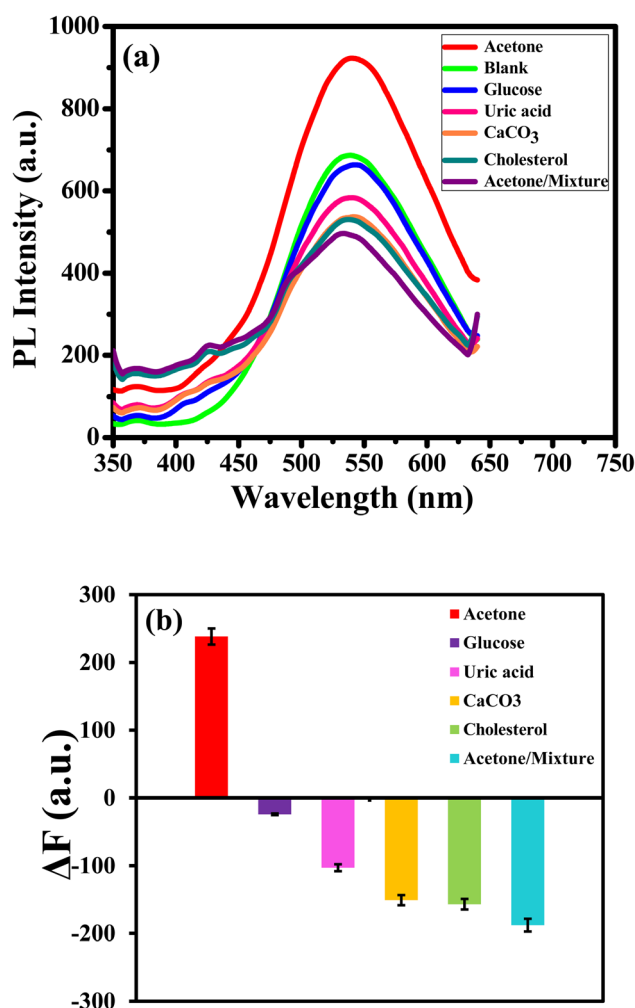 (a)
Acetone
Blank
Glucose
Uric acid
CaCO3
Cholesterol
Acetone/Mixture
PL Intensity (a.u.)
1000
800
600
400
200
0
350 400 450 500 550 600 650 700 750
Wavelength (nm)
(b)
Acetone
Glucose
Uric acid
CaCO3
Cholesterol
Acetone/Mixture
ΔF (a.u.)
300
200
100
0
-100
-200
-300